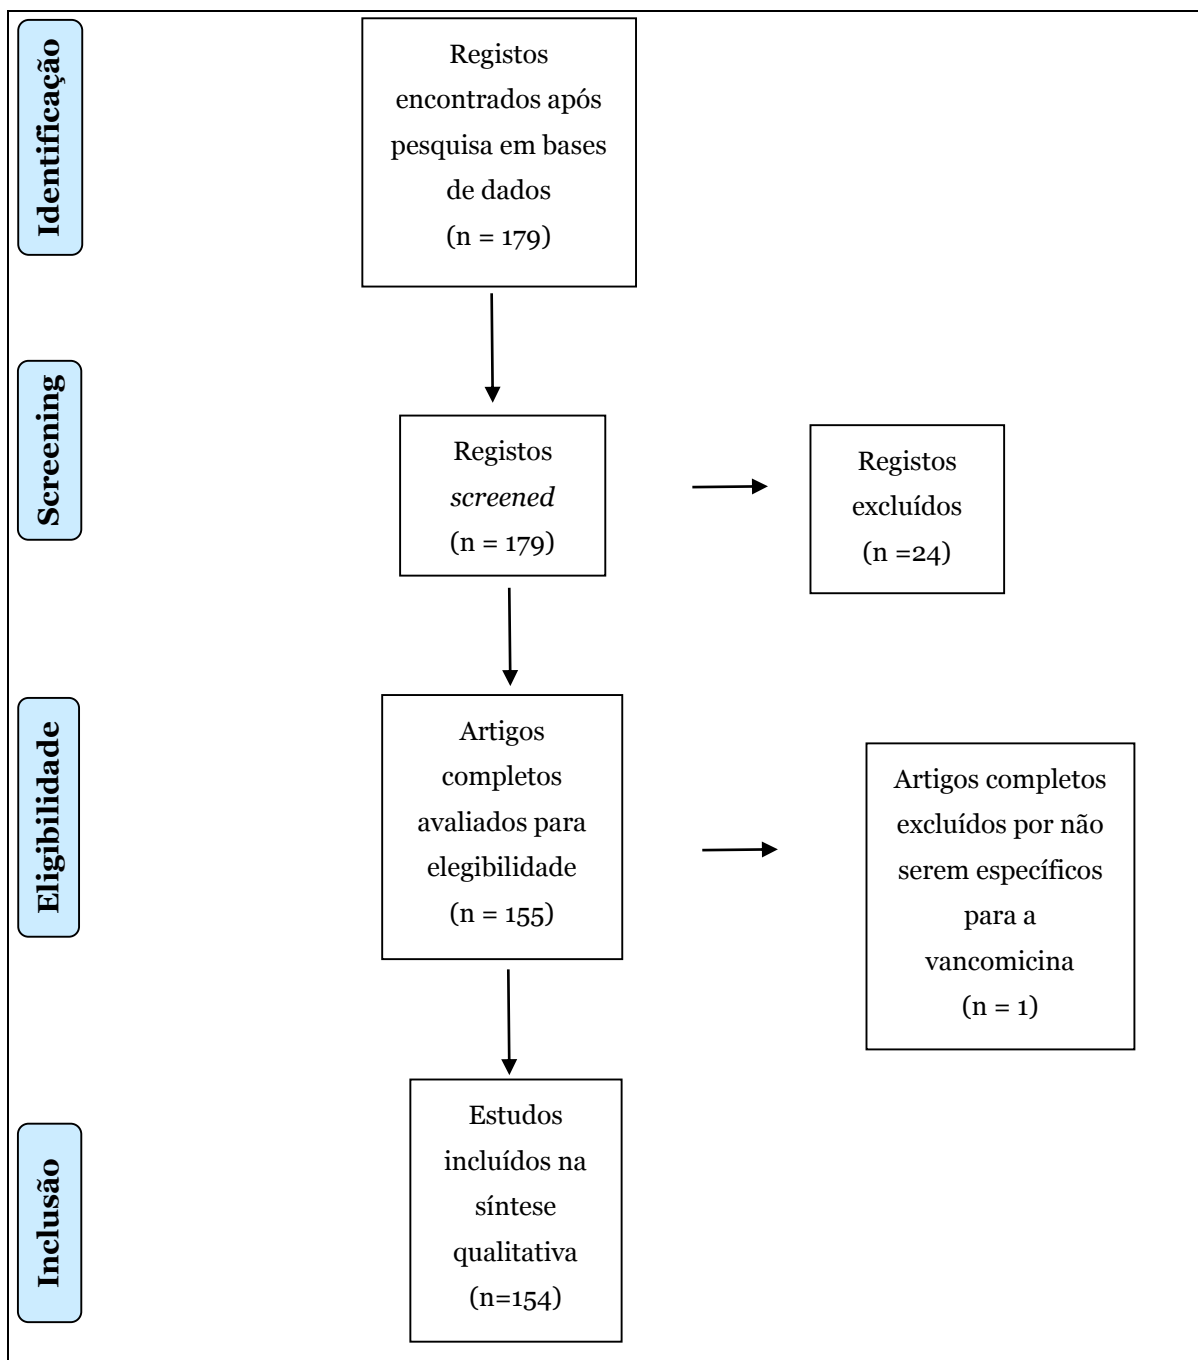 Identificação
Registos
encontrados após
pesquisa em bases
de dados
(n = 179)
Screening
Registos
screened
(n = 179)
Registos
excluídos
(n =24)
Eligibilidade
Artigos
completos
avaliados para
elegibilidade
(n = 155)
Artigos completos
excluídos por não
serem específicos
para a
vancomicina
(n = 1)
Inclusão
Estudos
incluídos na
síntese
qualitativa
(n=154)